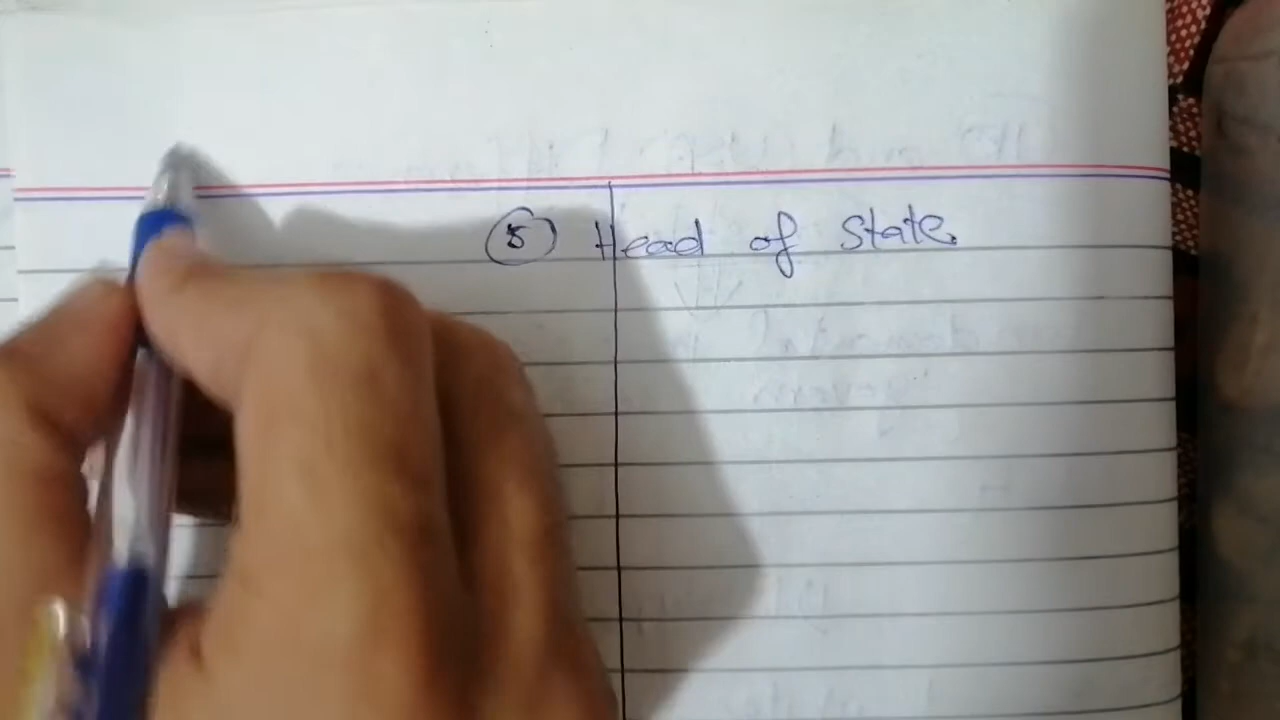 ⑤ Head of State.